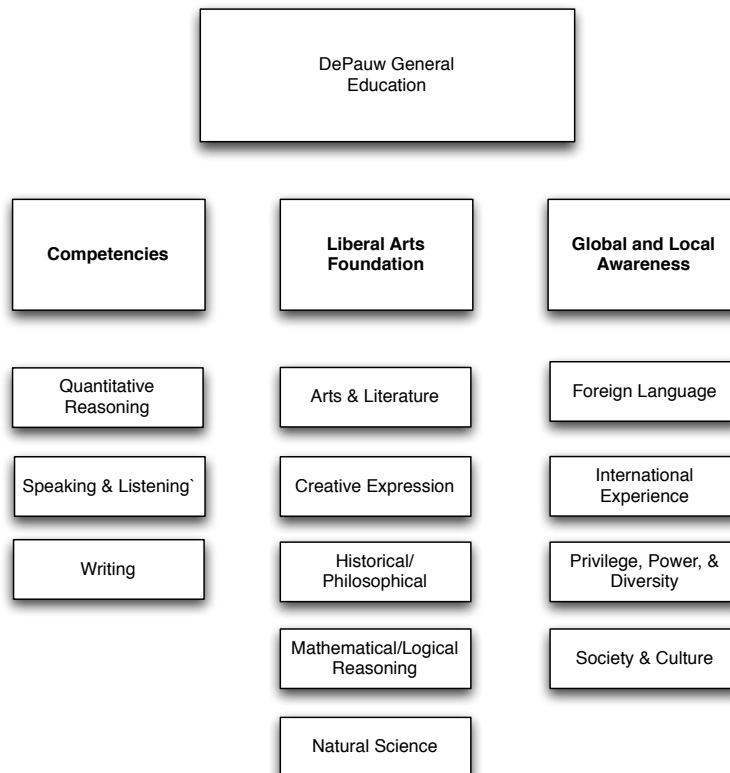 DePauw General
Education
Competencies
Liberal Arts
Foundation
Global and Local
Awareness
Quantitative
Reasoning
Speaking & Listening`
Writing
Arts & Literature
Creative Expression
Historical/
Philosophical
Mathematical/Logical
Reasoning
Natural Science
Foreign Language
International
Experience
Privilege, Power, &
Diversity
Society & Culture